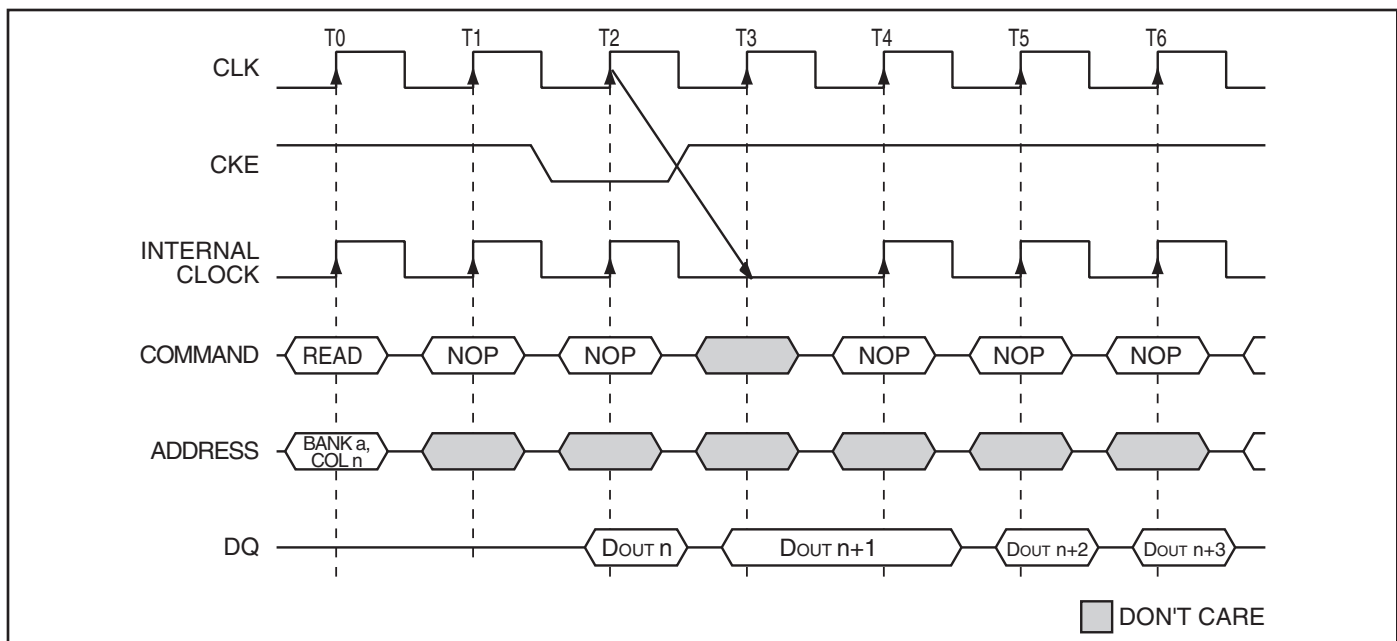 T0 T1 T2 T3 T4 T5 T6
CLK
CKE
INTERNAL
CLOCK
COMMAND READ NOP NOP NOP NOP NOP
ADDRESS BANK a,
COL n
DQ DOUT n DOUT n+1 DOUT n+2 DOUT n+3
DON'T CARE